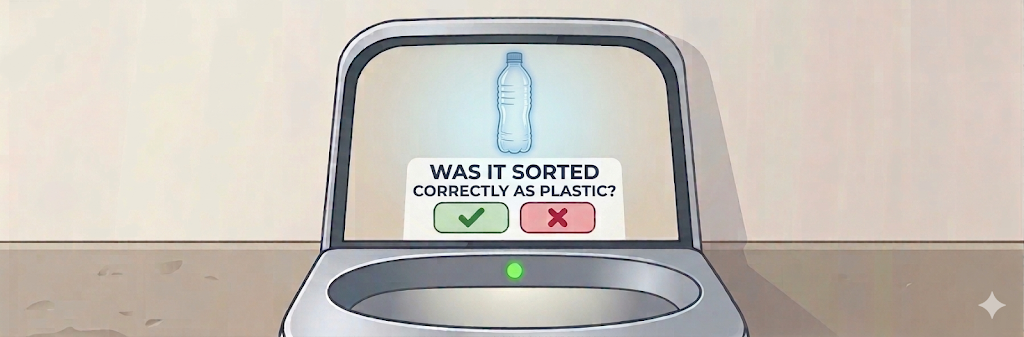 WAS IT SORTED
CORRECTLY AS PLASTIC?